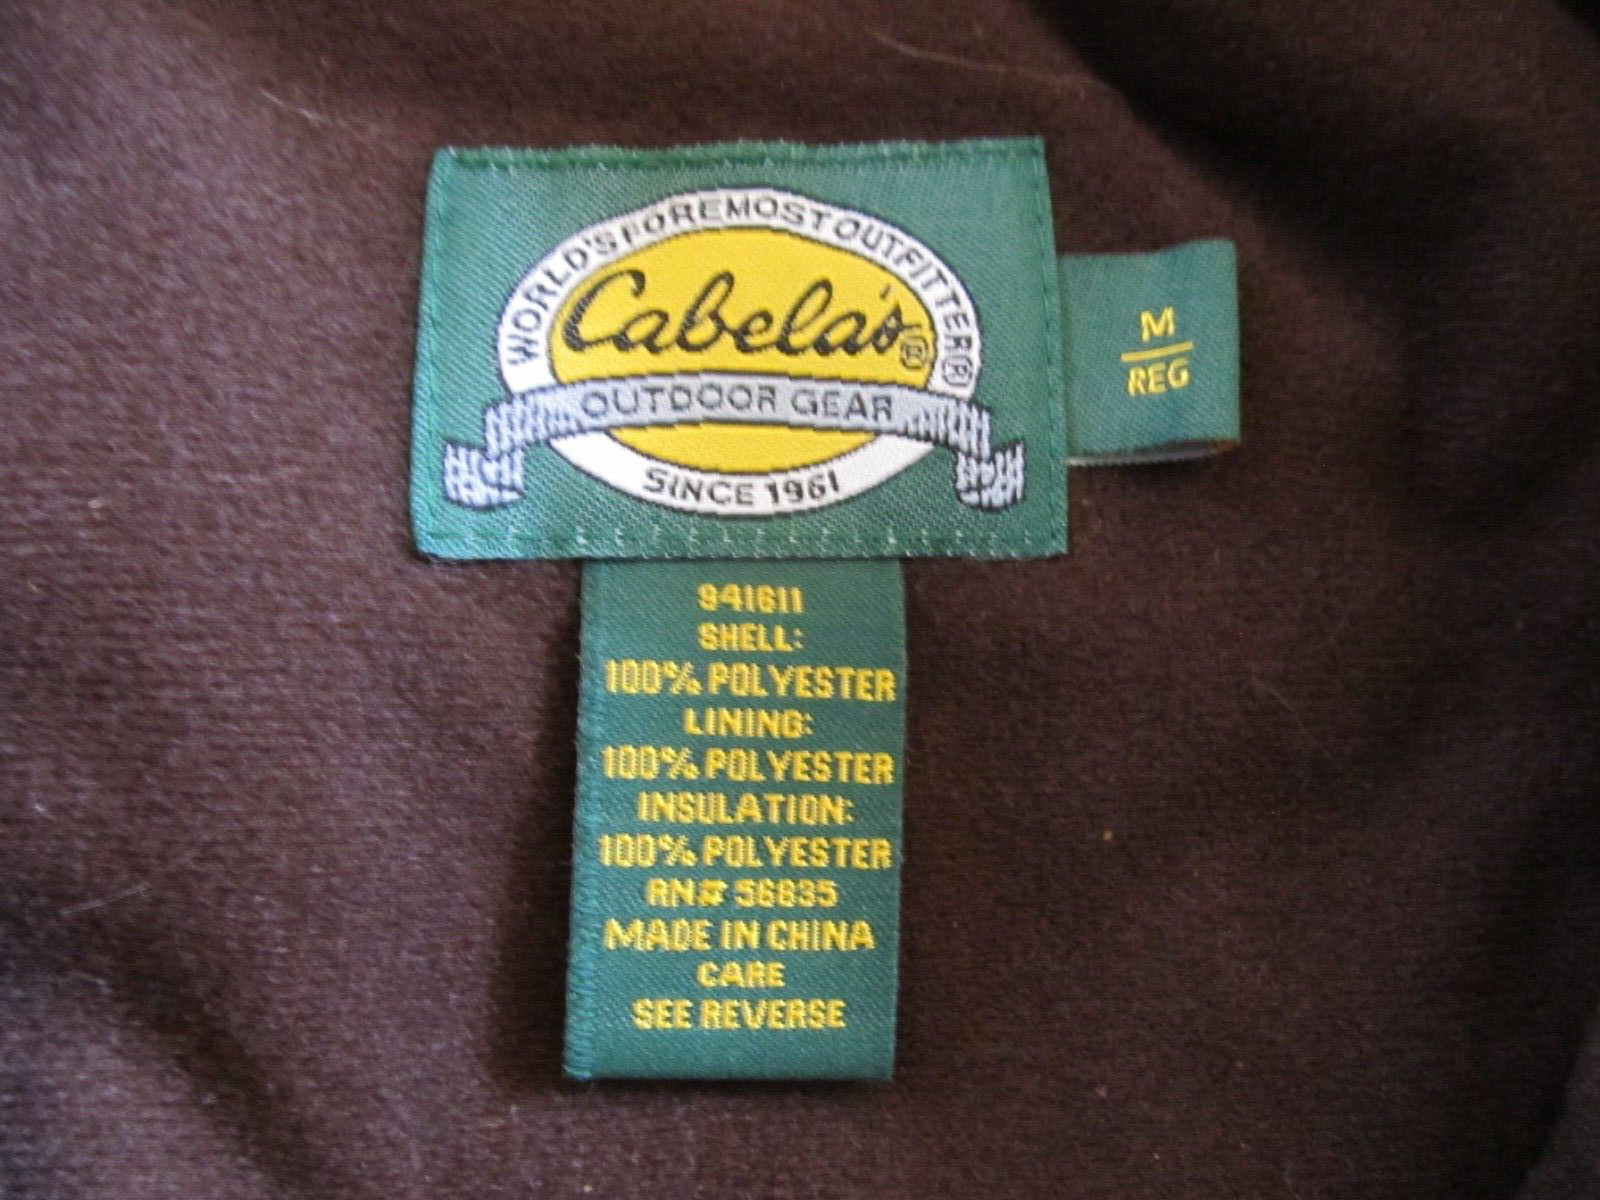 WORLD'S FOREMOST OUTFITTER®
Cabela's®
OUTDOOR GEAR
SINCE 1961
M
REG
941611
SHELL:
100% POLYESTER
LINING:
100% POLYESTER
INSULATION:
100% POLYESTER
RN# 56835
MADE IN CHINA
CARE
SEE REVERSE